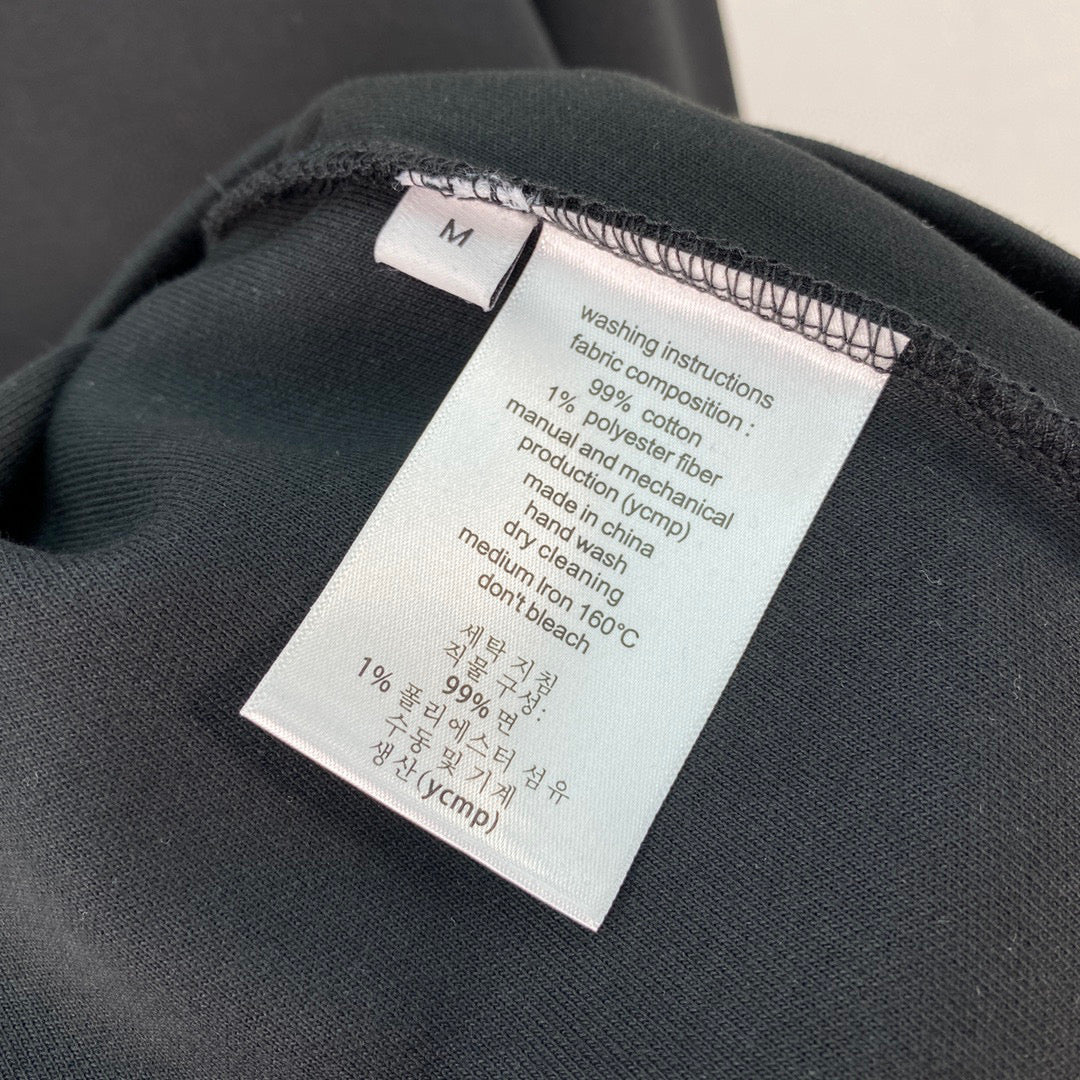 M
washing instructions
fabric composition :
99% cotton
1% polyester fiber
manual and mechanical
production (ycmp)
made in china
hand wash
dry cleaning
medium Iron 160°C
don't bleach
세탁 지침
직물 구성:
99% 면
1% 폴리에스터 섬유
수동 및 기계
생산(ycmp)